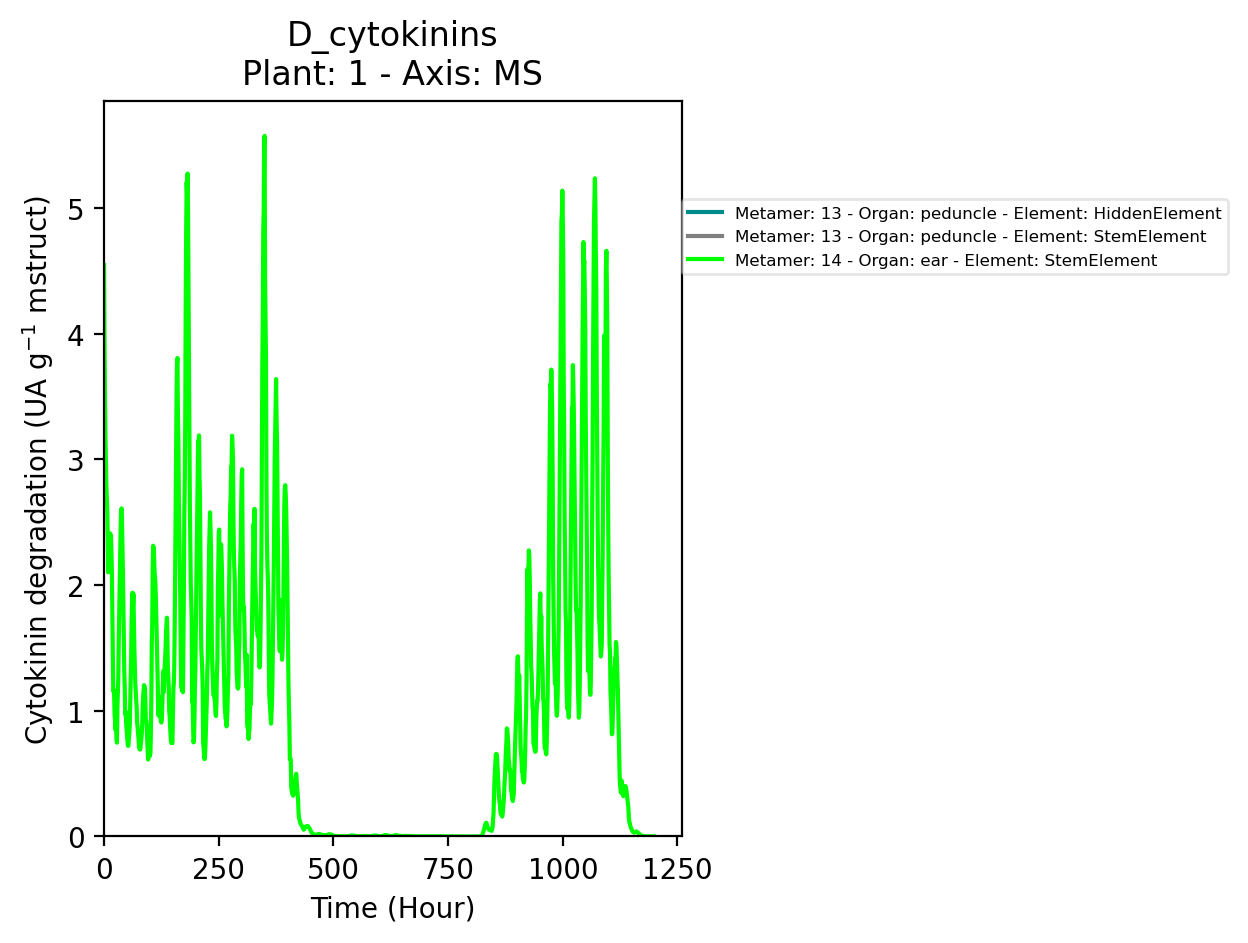 D_cytokinins
Plant: 1 - Axis: MS
Cytokinin degradation (UA g⁻¹ mstruct)
5
4
3
2
1
0
Metamer: 13 - Organ: peduncle - Element: HiddenElement
Metamer: 13 - Organ: peduncle - Element: StemElement
Metamer: 14 - Organ: ear - Element: StemElement
0 250 500 750 1000 1250
Time (Hour)